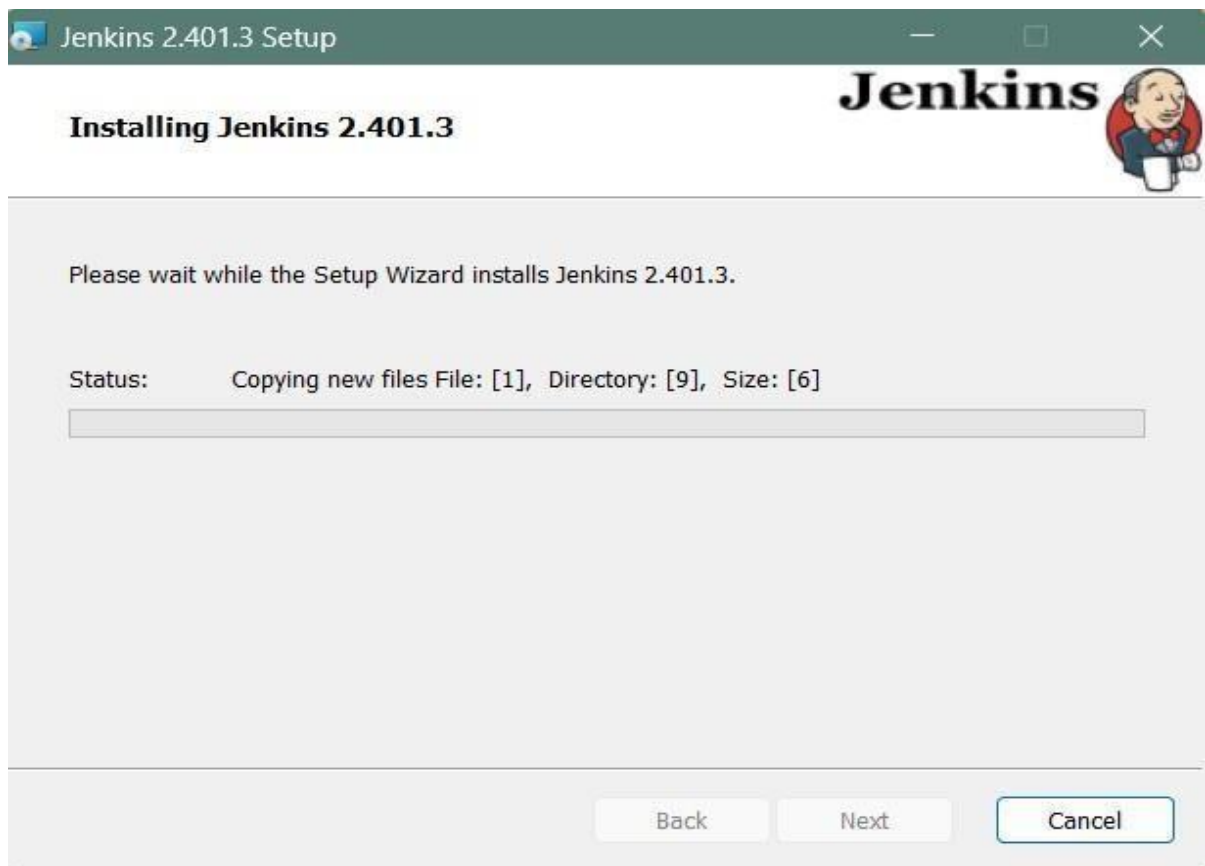 Jenkins 2.401.3 Setup
Jenkins
Installing Jenkins 2.401.3
Please wait while the Setup Wizard installs Jenkins 2.401.3.
Status: Copying new files File: [1], Directory: [9], Size: [6]
Back Next Cancel